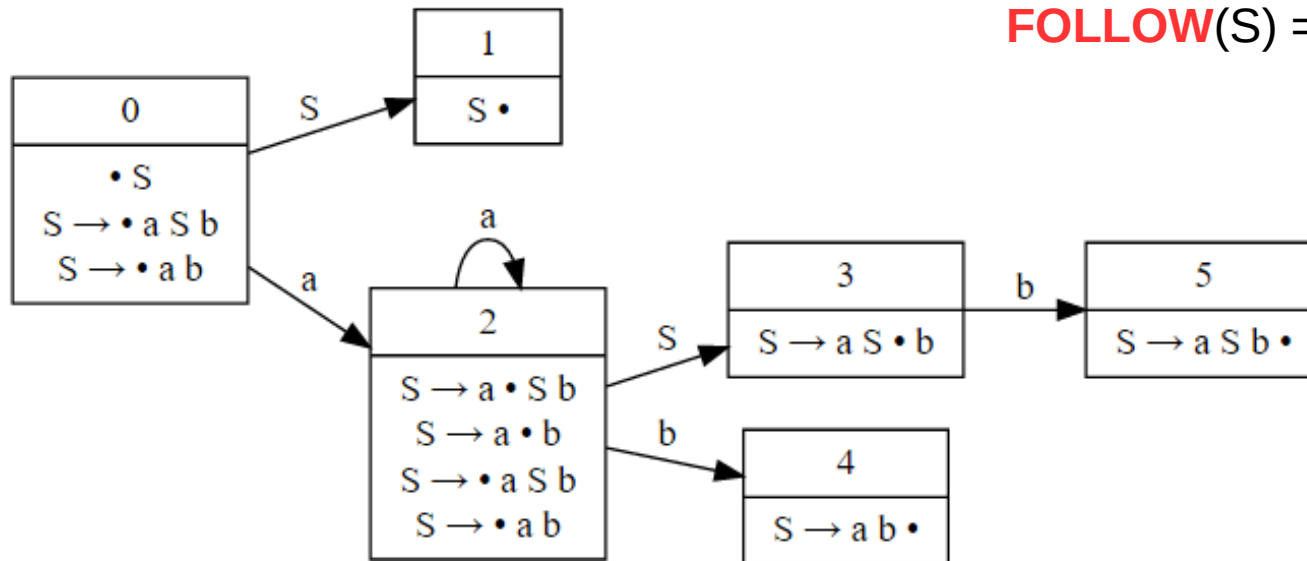 FOLLOW(S) =
0
• S
S → • a S b
S → • a b
S
1
S •
a
a
2
S → a • S b
S → a • b
S → • a S b
S → • a b
S
3
S → a S • b
b
5
S → a S b •
b
4
S → a b •